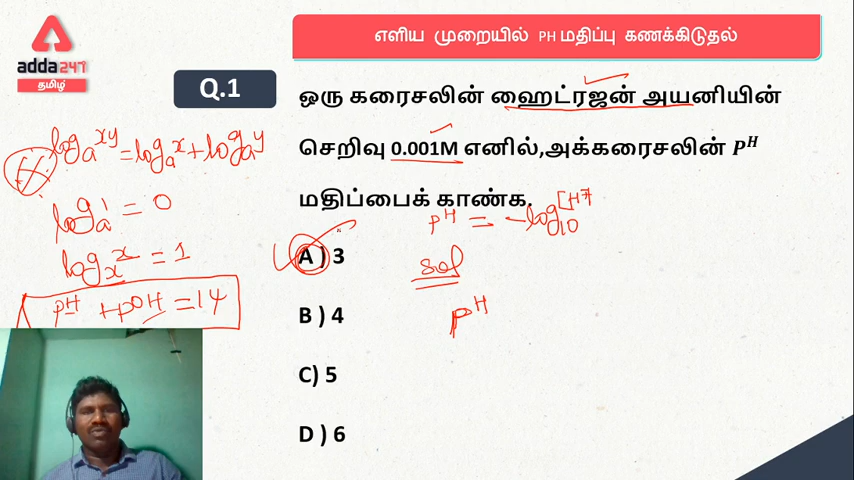 எளிய முறையில் PH மதிப்பு கணக்கிடுதல்
adda247
தமிழ்
Q.1
ஒரு கரைசலின் ஹைட்ரஜன் அயனியின்
செறிவு 0.001M எனில்,அக்கரைசலின் P^H
மதிப்பைக் காண்க.
A ) 3
B ) 4
C) 5
D ) 6
log_a xy = log_a x + log_a y
log_a 1 = 0
log_x x = 1
pH + pOH = 14
pH = -log_10 [H+]
sol
pH